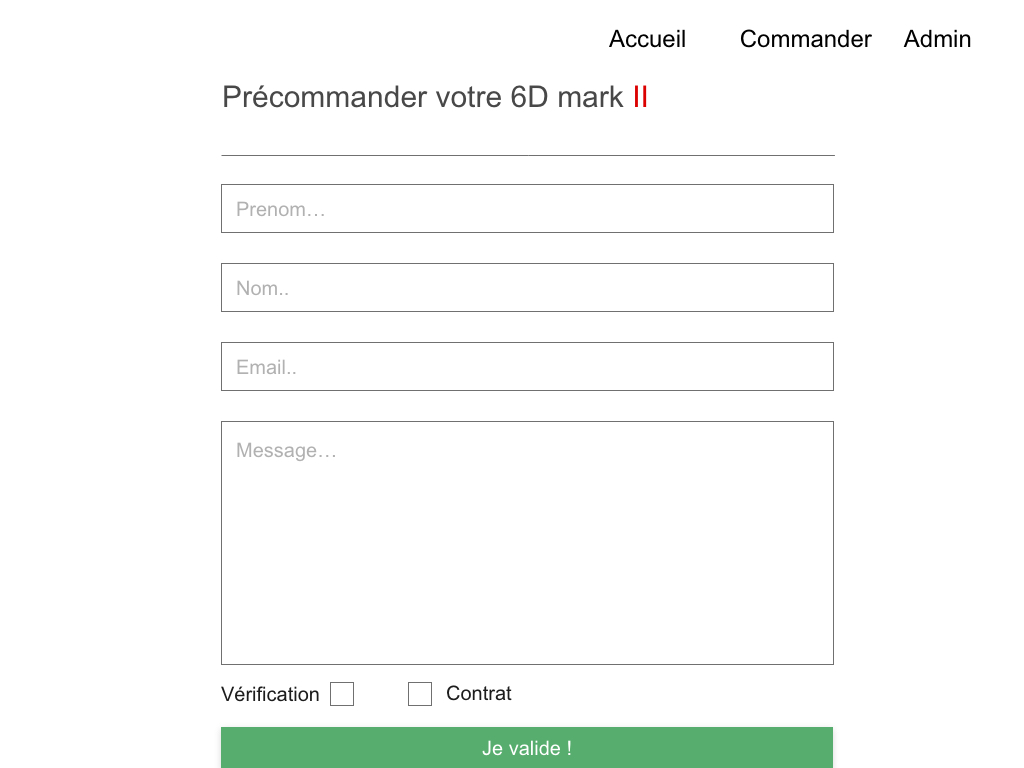 Accueil Commander Admin
Précommander votre 6D mark II
Prenom…
Nom..
Email..
Message…
Vérification Contrat
Je valide !